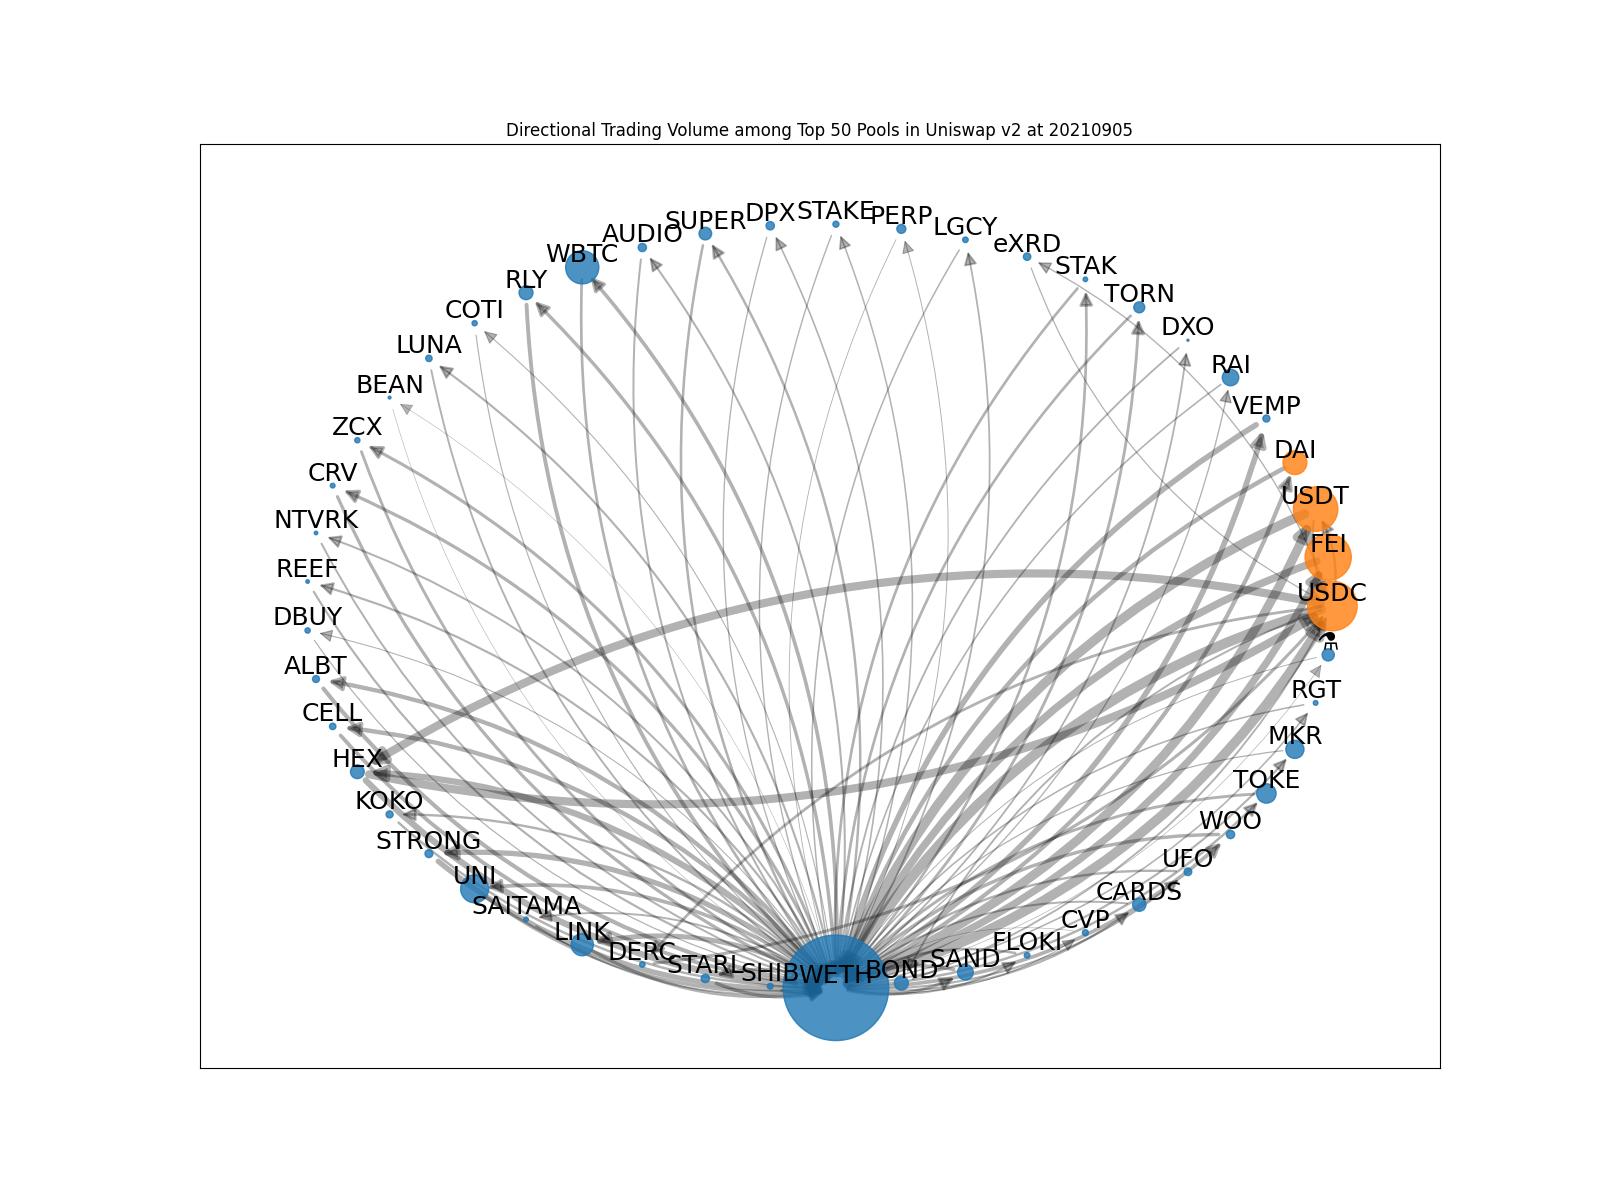 Directional Trading Volume among Top 50 Pools in Uniswap v2 at 20210905
STAKE
DPX
PERP
SUPER
LGCY
AUDIO
eXRD
WBTC
STAK
RLY
TORN
COTI
DXO
LUNA
RAI
BEAN
VEMP
ZCX
DAI
CRV
USDT
NTVRK
FEI
REEF
USDC
DBUY
⚗
ALBT
RGT
CELL
MKR
HEX
TOKE
KOKO
WOO
STRONG
UFO
UNI
CARDS
SAITAMA
CVP
LINK
FLOKI
DERC
SAND
STARL
BOND
SHIB
WETH